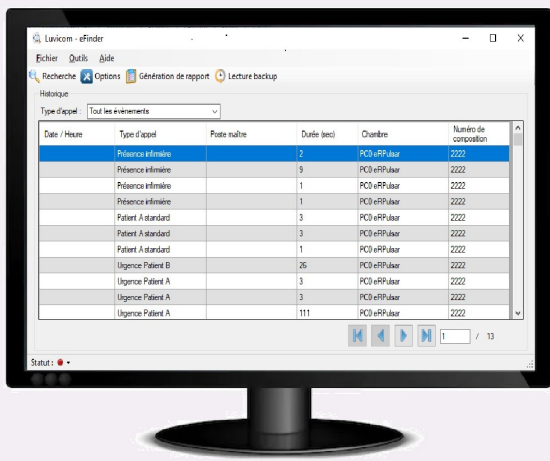 Luvicom - eFinder
Fichier Outils Aide
Recherche Options Génération de rapport Lecture backup
Historique
Type d'appel : Tout les évènements
Date / Heure Type d'appel Poste maître Durée (sec) Chambre Numéro de composition
Présence infirmière 2 PC0 eRPulsar 2222
Présence infirmière 9 PC0 eRPulsar 2222
Présence infirmière 1 PC0 eRPulsar 2222
Présence infirmière 1 PC0 eRPulsar 2222
Patient A standard 3 PC0 eRPulsar 2222
Patient A standard 3 PC0 eRPulsar 2222
Patient A standard 1 PC0 eRPulsar 2222
Urgence Patient B 26 PC0 eRPulsar 2222
Urgence Patient A 3 PC0 eRPulsar 2222
Urgence Patient A 3 PC0 eRPulsar 2222
Urgence Patient A 111 PC0 eRPulsar 2222
1 / 13
Statut :